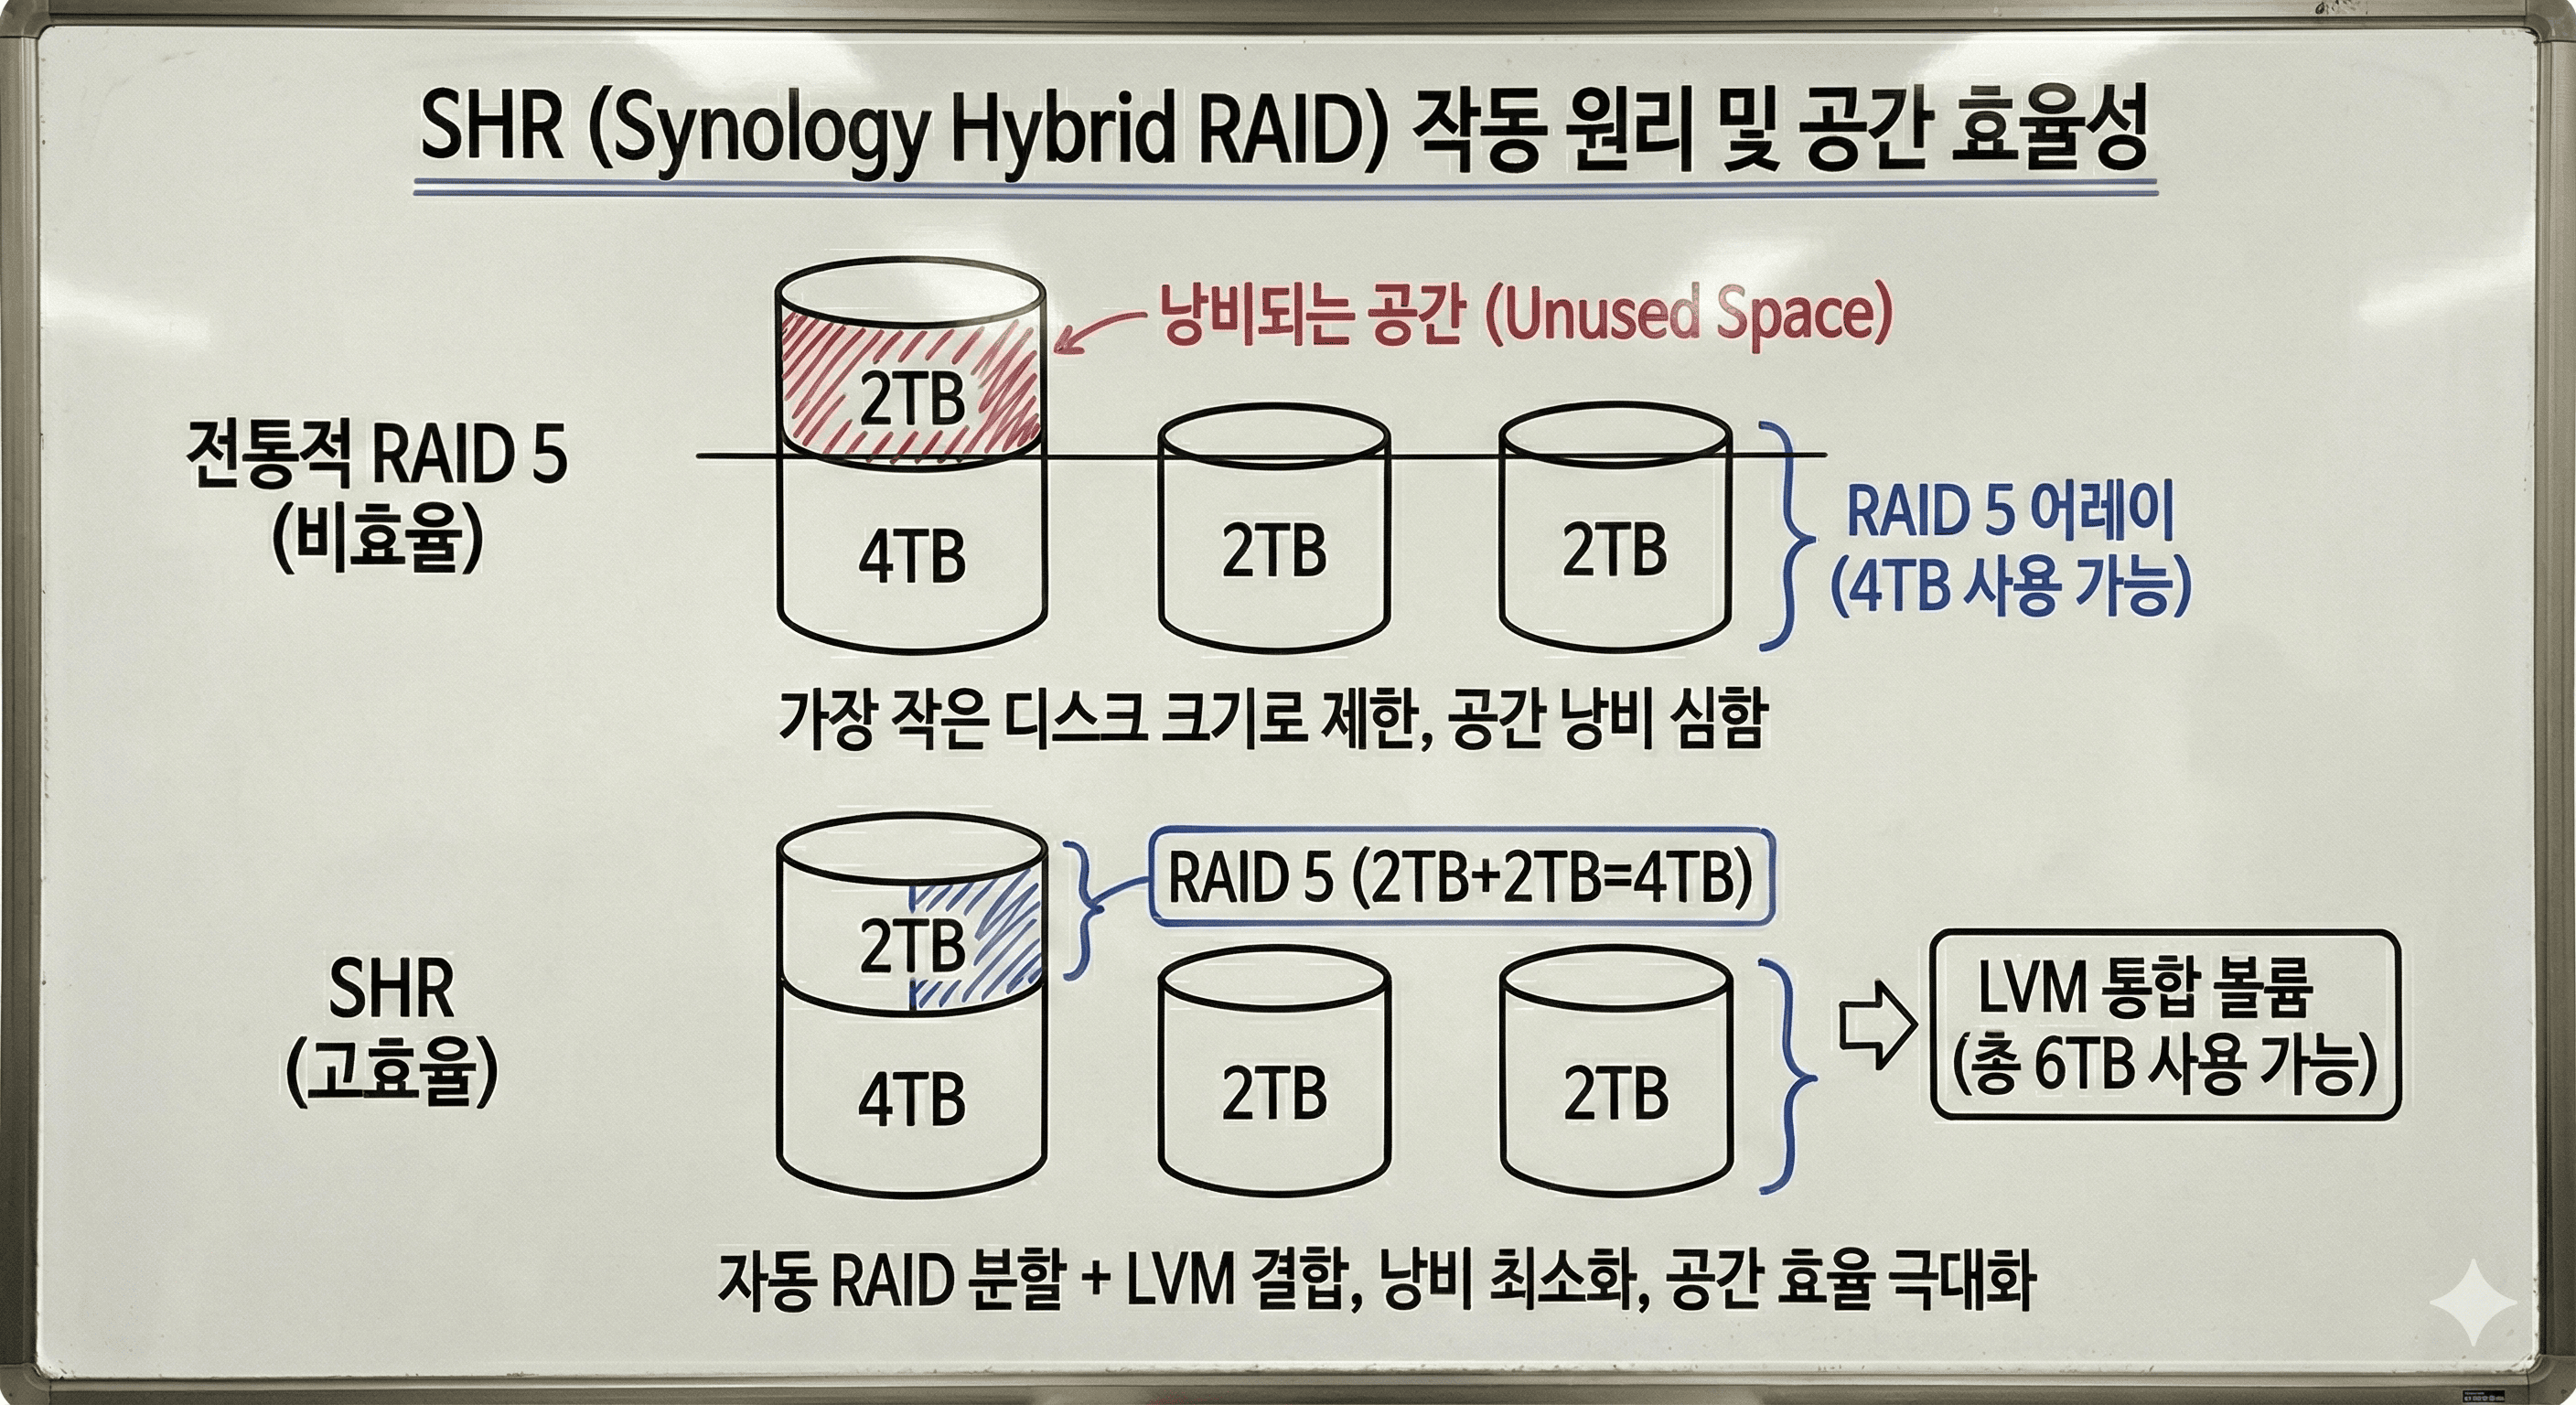 SHR (Synology Hybrid RAID) 작동 원리 및 공간 효율성
낭비되는 공간 (Unused Space)
2TB
전통적 RAID 5
(비효율)
4TB
2TB
2TB
RAID 5 어레이
(4TB 사용 가능)
가장 작은 디스크 크기로 제한, 공간 낭비 심함
RAID 5 (2TB+2TB=4TB)
2TB
SHR
(고효율)
4TB
2TB
2TB
LVM 통합 볼륨
(총 6TB 사용 가능)
자동 RAID 분할 + LVM 결합, 낭비 최소화, 공간 효율 극대화